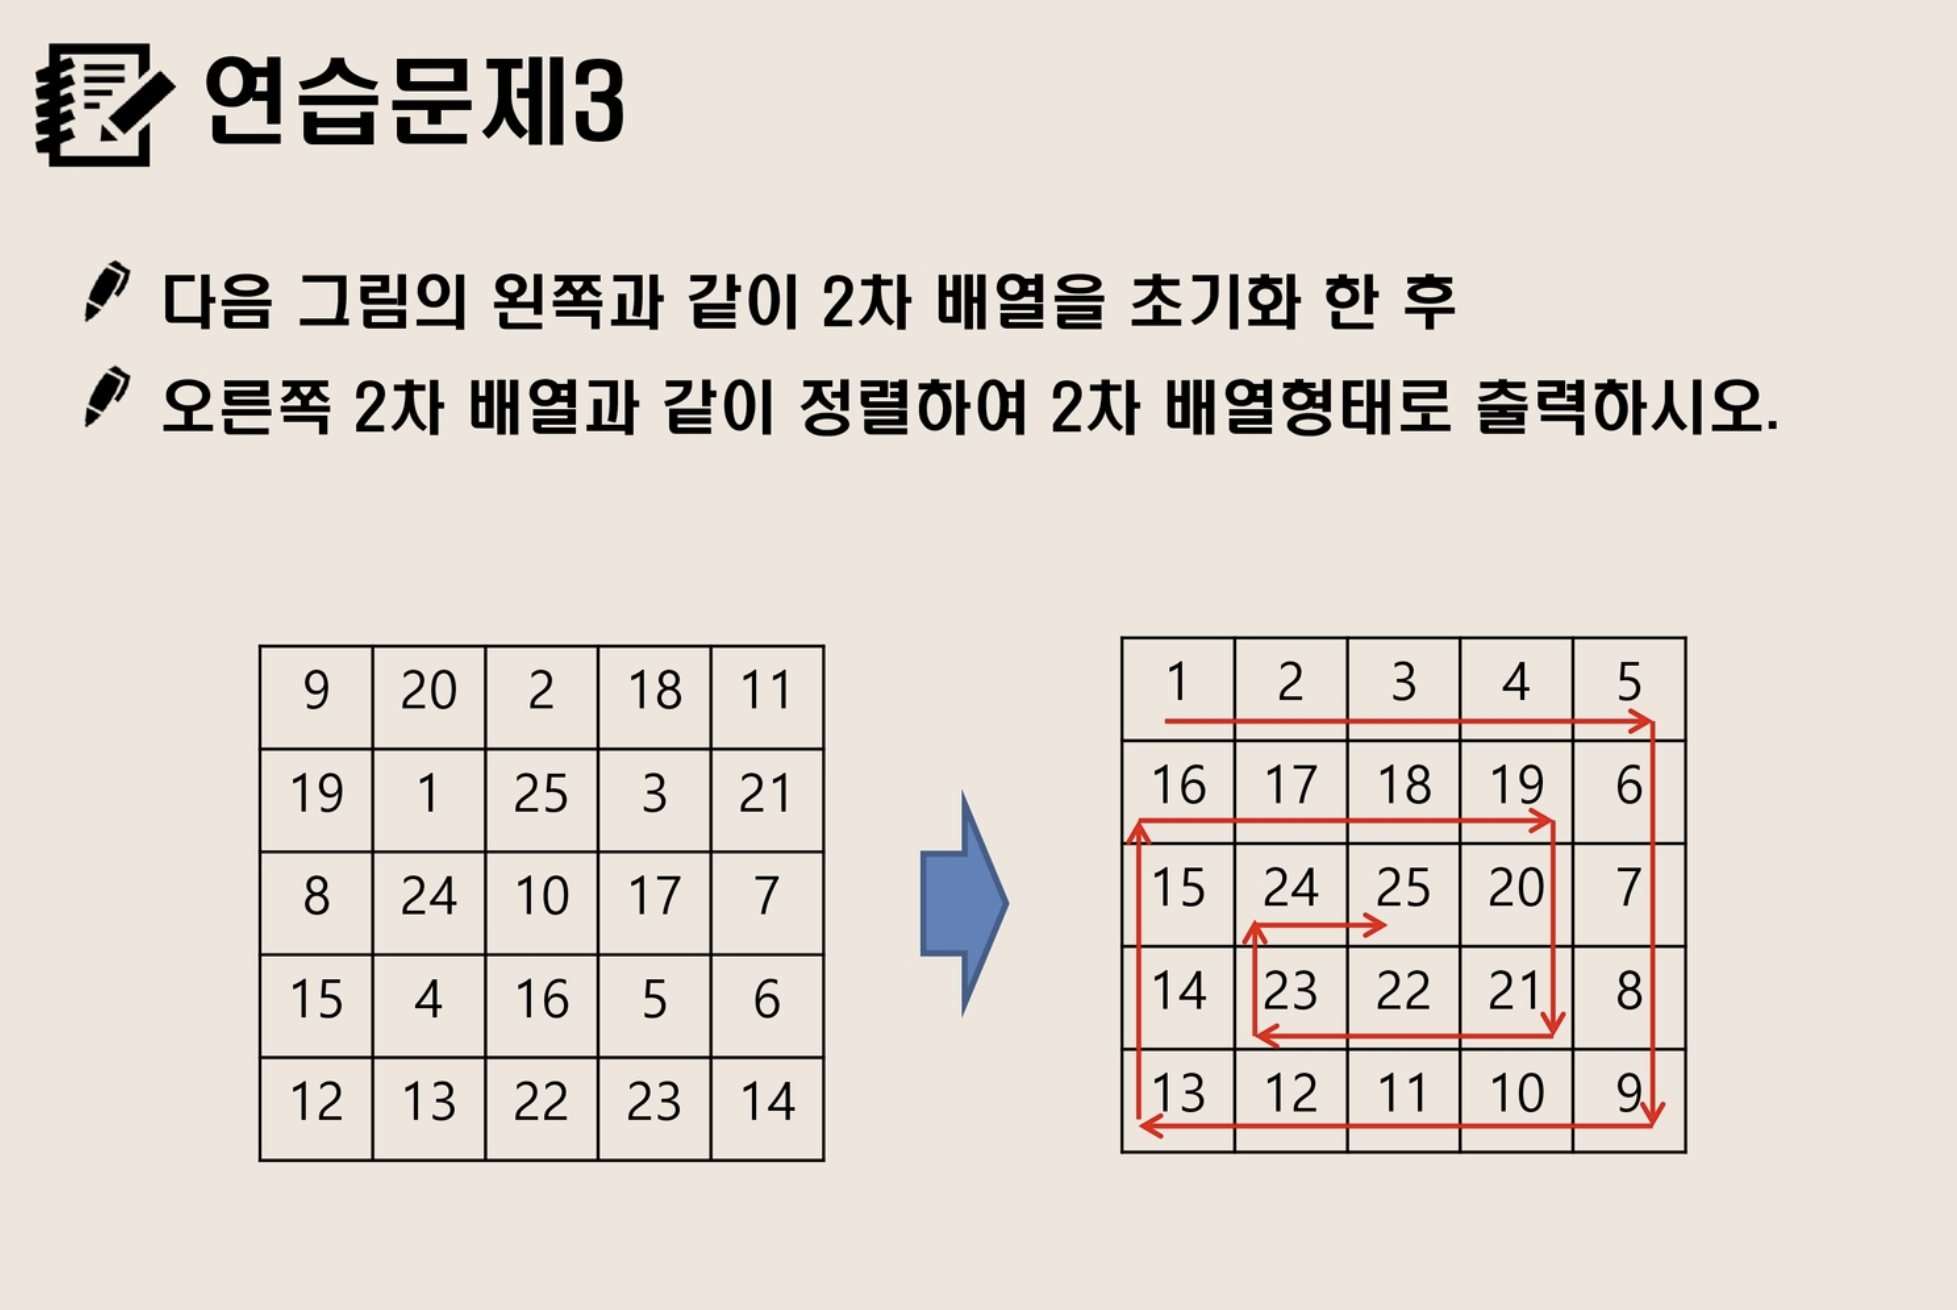 연습문제3
다음 그림의 왼쪽과 같이 2차 배열을 초기화 한 후
오른쪽 2차 배열과 같이 정렬하여 2차 배열형태로 출력하시오.
9 20 2 18 11
19 1 25 3 21
8 24 10 17 7
15 4 16 5 6
12 13 22 23 14
1 2 3 4 5
16 17 18 19 6
15 24 25 20 7
14 23 22 21 8
13 12 11 10 9